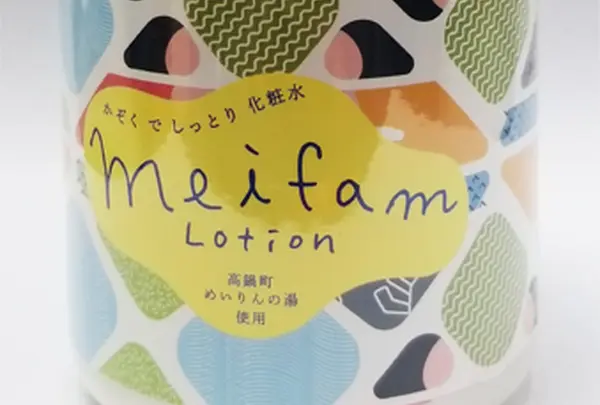 かぞくでしっとり 化粧水
meifam
Lotion
高鍋町
めいりんの湯
使用